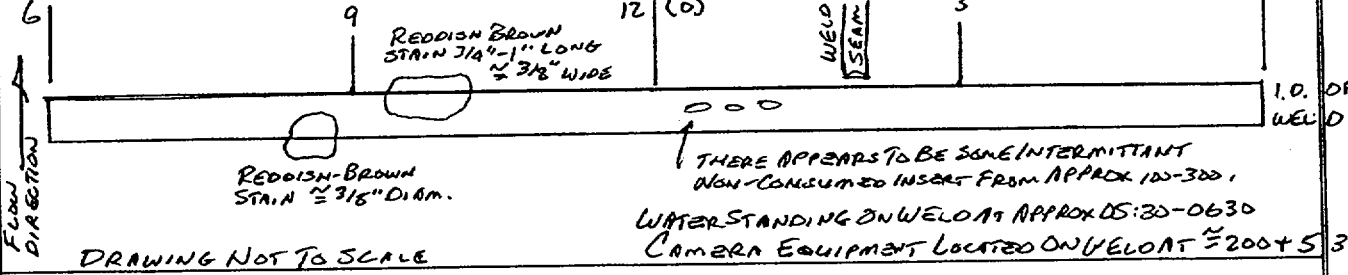 6 9 12 (0) 3
WELD
SEAM
REDDISH BROWN
STAIN 3/4"-1" LONG
≈ 3/8" WIDE
I.D. OF
WELD
FLOW
DIRECTION
REDDISH-BROWN
STAIN ≈ 3/8" DIAM.
THERE APPEARS TO BE SOME INTERMITTANT
NON-CONSUMED INSERT FROM APPROX 100-300.
WATER STANDING ON WELD AT APPROX 05:30-0630
CAMERA EQUIPMENT LOCATED ON WELD AT ≈ 200 + 5 3
DRAWING NOT TO SCALE